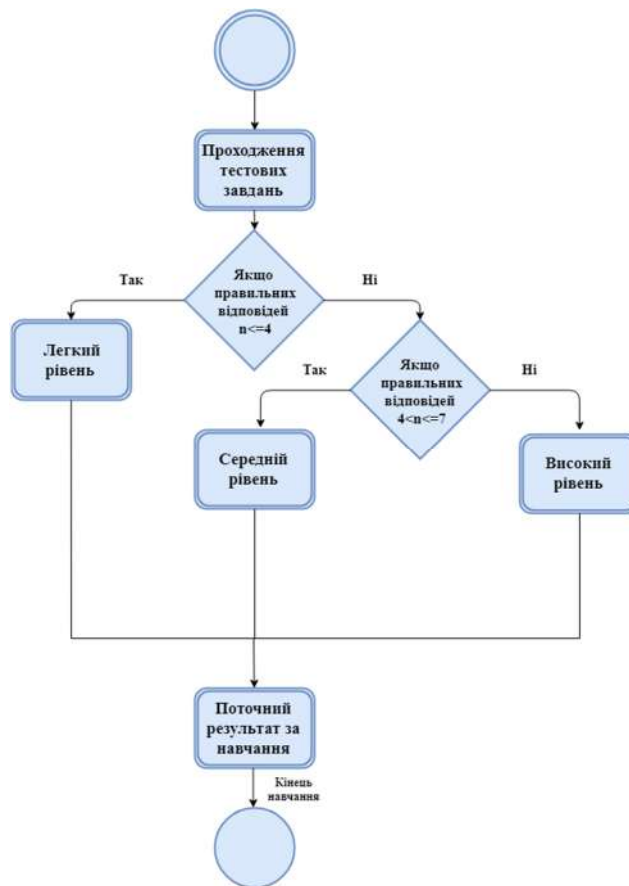 Проходження
тестових
завдань
Якщо
правильних
відповідей
n<=4
Так
Ні
Легкий
рівень
Якщо
правильних
відповідей
4<n<=7
Так
Ні
Середній
рівень
Високий
рівень
Поточний
результат за
навчання
Кінець
навчання